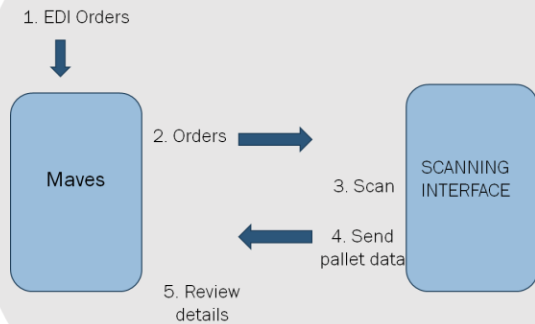 1. EDI Orders
2. Orders
Maves
3. Scan
SCANNING
INTERFACE
4. Send
pallet data
5. Review
details